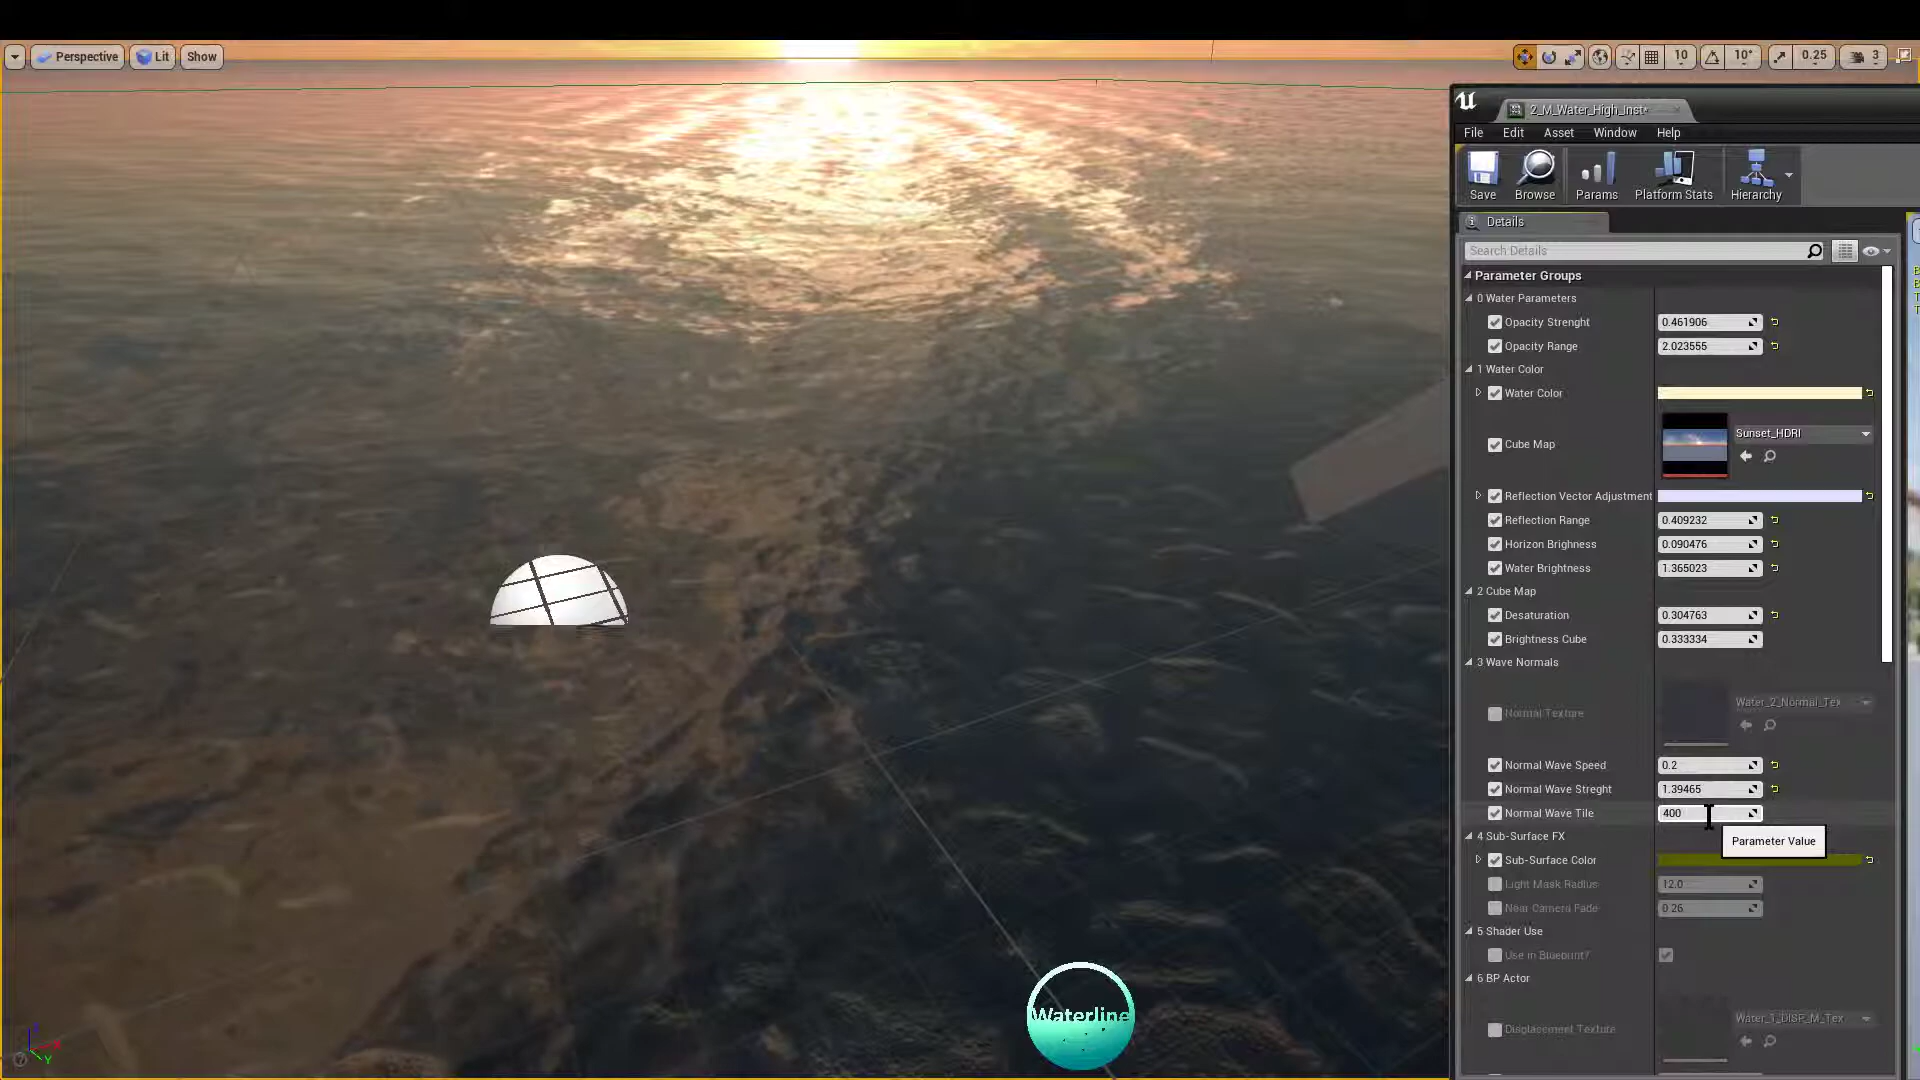 Perspective
Lit
Show
10
10°
0.25
3
2_M_Water_High_Inst*
File Edit Asset Window Help
Save Browse Params Platform Stats Hierarchy
Details
Search Details
Parameter Groups
0 Water Parameters
Opacity Strenght 0.461906
Opacity Range 2.023555
1 Water Color
Water Color
Cube Map Sunset_HDRI
Reflection Vector Adjustment
Reflection Range 0.409232
Horizon Brighness 0.090476
Water Brightness 1.365023
2 Cube Map
Desaturation 0.304763
Brightness Cube 0.333334
3 Wave Normals
Normal Texture Water_2_Normal_Tex
Normal Wave Speed 0.2
Normal Wave Streght 1.39465
Normal Wave Tile 400
Parameter Value
4 Sub-Surface FX
Sub-Surface Color
Light Mask Radius 12.0
Near Camera Fade 0.26
5 Shader Use
Use in Blueprint?
6 BP Actor
Displacement Texture Water_1_DISP_M_Tex
Waterline
X
Y